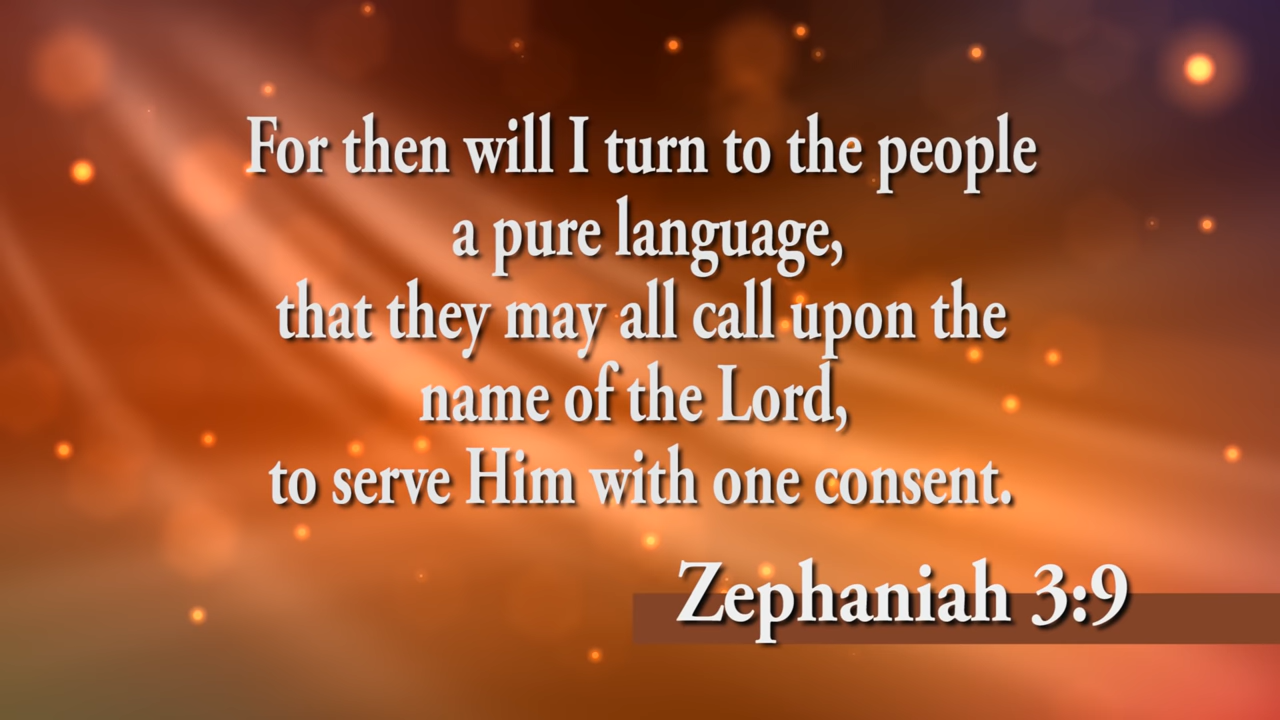 For then will I turn to the people
a pure language,
that they may all call upon the
name of the Lord,
to serve Him with one consent.
Zephaniah 3:9